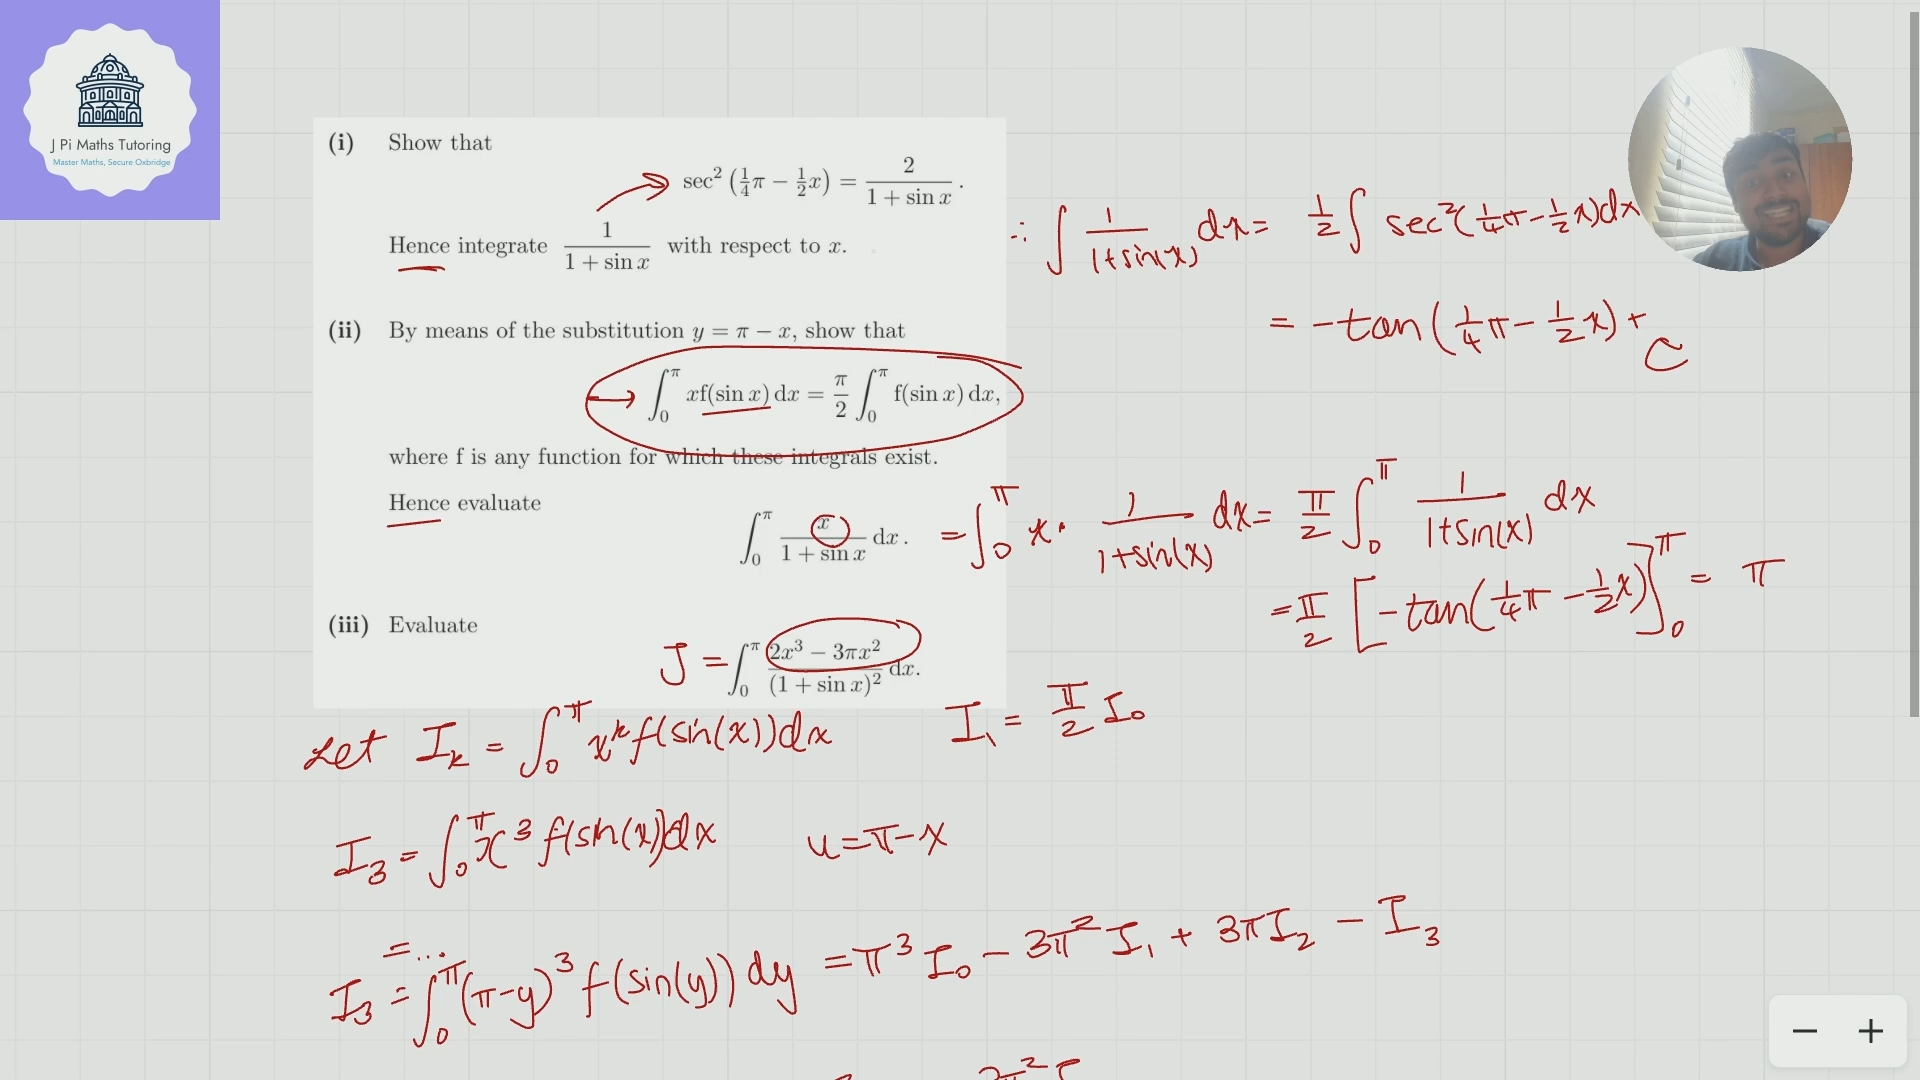 J Pi Maths Tutoring
Master Maths, Secure Oxbridge
(i) Show that
sec² (¼π − ½x) = 2/(1 + sin x) .
Hence integrate 1/(1 + sin x) with respect to x.
∴ ∫ 1/(1+sin(x)) dx = ½∫ sec²(¼π−½x)dx
= −tan(¼π − ½x) + C
(ii) By means of the substitution y = π − x, show that
→ ∫₀^π xf(sin x) dx = π/2 ∫₀^π f(sin x) dx,
where f is any function for which these integrals exist.
Hence evaluate
∫₀^π x/(1 + sin x) dx . = ∫₀^π x· 1/(1+sin(x)) dx = π/2 ∫₀^π 1/(1+sin(x)) dx
= π/2 [−tan(¼π − ½x)]₀^π = π
(iii) Evaluate
J = ∫₀^π (2x³ − 3πx²)/(1 + sin x)² dx.
Let I_k = ∫₀^π x^k f(sin(x))dx I₁ = π/2 I₀
I₃ = ∫₀^π x³ f(sin(x))dx u=π−x
= ...
I₃ = ∫₀^π (π−y)³ f(sin(y)) dy = π³ I₀ − 3π² I₁ + 3π I₂ − I₃
− +